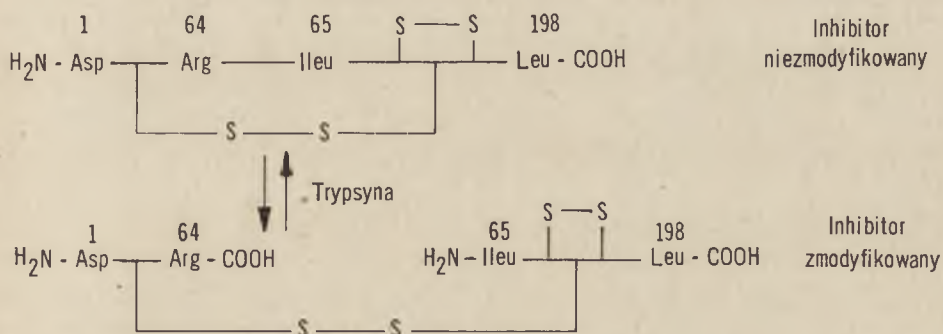 1 64 65 S — S 198
H₂N - Asp — Arg — Ileu — Leu - COOH
Inhibitor
niezmodyfikowany
S — S
Trypsyna
1 64 65 S — S 198
H₂N - Asp — Arg - COOH H₂N — Ileu — Leu - COOH
Inhibitor
zmodyfikowany
S — S